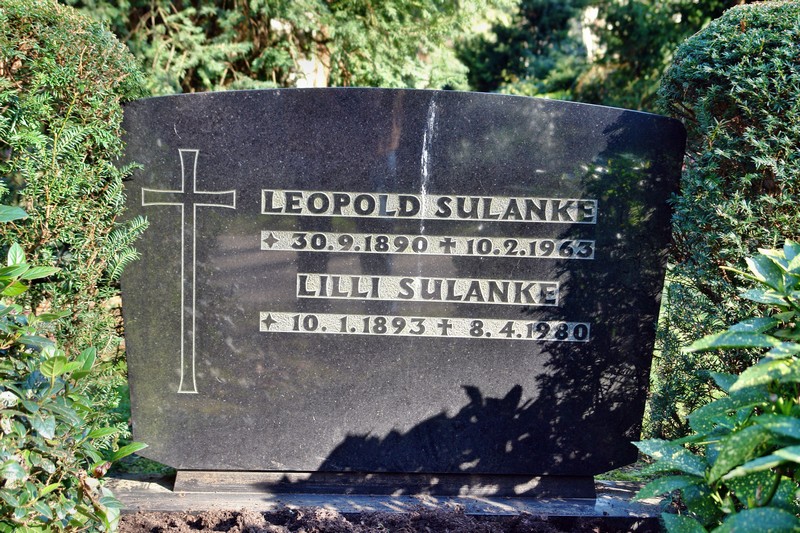 LEOPOLD SULANKE
✦ 30.9.1890 ✝ 10.2.1963
LILLI SULANKE
✦ 10.1.1893 ✝ 8.4.1980